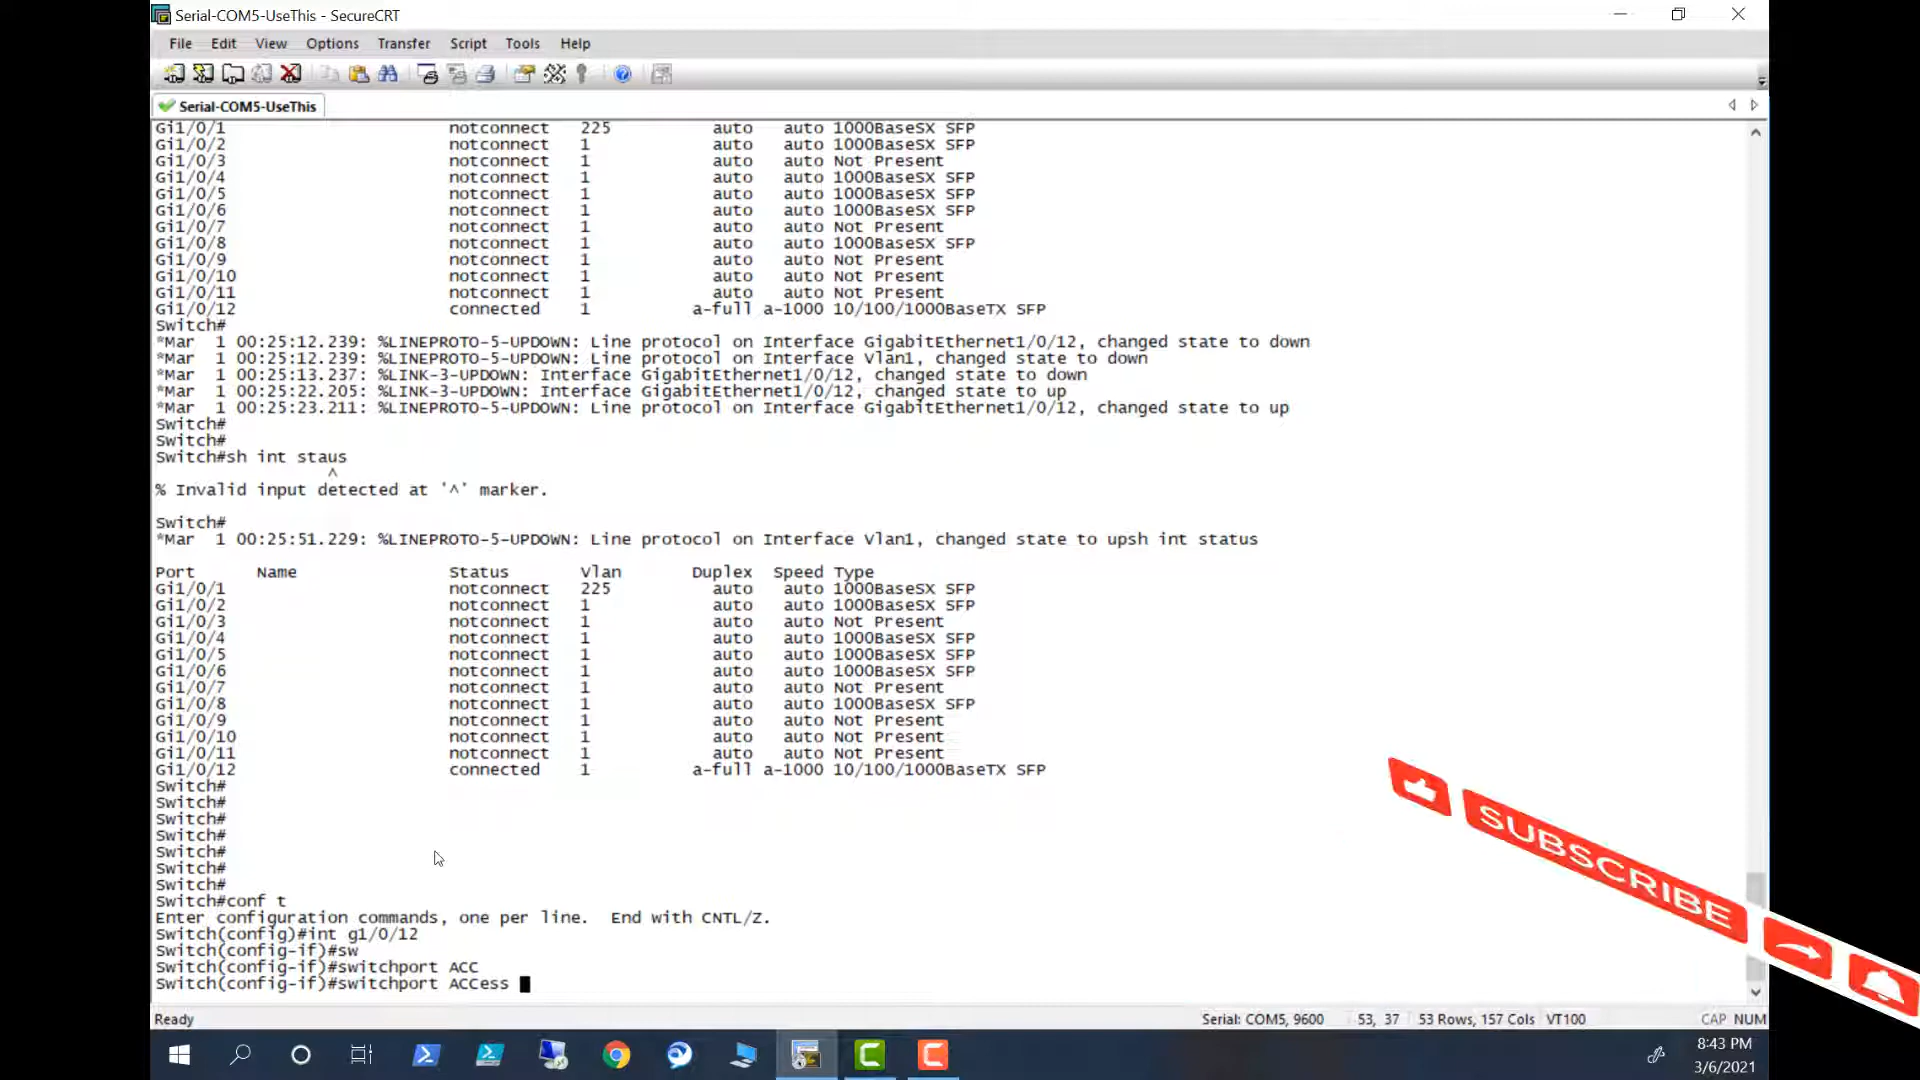 Serial-COM5-UseThis - SecureCRT
File Edit View Options Transfer Script Tools Help
Serial-COM5-UseThis
Gi1/0/1 notconnect 225 auto auto 1000BaseSX SFP
Gi1/0/2 notconnect 1 auto auto 1000BaseSX SFP
Gi1/0/3 notconnect 1 auto auto Not Present
Gi1/0/4 notconnect 1 auto auto 1000BaseSX SFP
Gi1/0/5 notconnect 1 auto auto 1000BaseSX SFP
Gi1/0/6 notconnect 1 auto auto 1000BaseSX SFP
Gi1/0/7 notconnect 1 auto auto Not Present
Gi1/0/8 notconnect 1 auto auto 1000BaseSX SFP
Gi1/0/9 notconnect 1 auto auto Not Present
Gi1/0/10 notconnect 1 auto auto Not Present
Gi1/0/11 notconnect 1 auto auto Not Present
Gi1/0/12 connected 1 a-full a-1000 10/100/1000BaseTX SFP
Switch#
*Mar 1 00:25:12.239: %LINEPROTO-5-UPDOWN: Line protocol on Interface GigabitEthernet1/0/12, changed state to down
*Mar 1 00:25:12.239: %LINEPROTO-5-UPDOWN: Line protocol on Interface Vlan1, changed state to down
*Mar 1 00:25:13.237: %LINK-3-UPDOWN: Interface GigabitEthernet1/0/12, changed state to down
*Mar 1 00:25:22.205: %LINK-3-UPDOWN: Interface GigabitEthernet1/0/12, changed state to up
*Mar 1 00:25:23.211: %LINEPROTO-5-UPDOWN: Line protocol on Interface GigabitEthernet1/0/12, changed state to up
Switch#
Switch#
Switch#sh int staus
^
% Invalid input detected at '^' marker.
Switch#
*Mar 1 00:25:51.229: %LINEPROTO-5-UPDOWN: Line protocol on Interface Vlan1, changed state to upsh int status
Port Name Status Vlan Duplex Speed Type
Gi1/0/1 notconnect 225 auto auto 1000BaseSX SFP
Gi1/0/2 notconnect 1 auto auto 1000BaseSX SFP
Gi1/0/3 notconnect 1 auto auto Not Present
Gi1/0/4 notconnect 1 auto auto 1000BaseSX SFP
Gi1/0/5 notconnect 1 auto auto 1000BaseSX SFP
Gi1/0/6 notconnect 1 auto auto 1000BaseSX SFP
Gi1/0/7 notconnect 1 auto auto Not Present
Gi1/0/8 notconnect 1 auto auto 1000BaseSX SFP
Gi1/0/9 notconnect 1 auto auto Not Present
Gi1/0/10 notconnect 1 auto auto Not Present
Gi1/0/11 notconnect 1 auto auto Not Present
Gi1/0/12 connected 1 a-full a-1000 10/100/1000BaseTX SFP
Switch#
Switch#
Switch#
Switch#
Switch#
Switch#
Switch#
Switch#conf t
Enter configuration commands, one per line. End with CNTL/Z.
Switch(config)#int g1/0/12
Switch(config-if)#sw
Switch(config-if)#switchport ACC
Switch(config-if)#switchport ACCess
SUBSCRIBE
Ready Serial: COM5, 9600 53, 37 53 Rows, 157 Cols VT100 CAP NUM
8:43 PM
3/6/2021